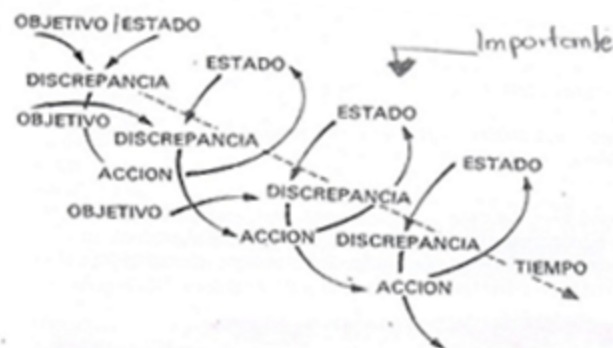 OBJETIVO / ESTADO
Importante
ESTADO
DISCREPANCIA
ESTADO
OBJETIVO
DISCREPANCIA
ESTADO
ACCION
DISCREPANCIA
OBJETIVO
ACCION
DISCREPANCIA
TIEMPO
ACCION